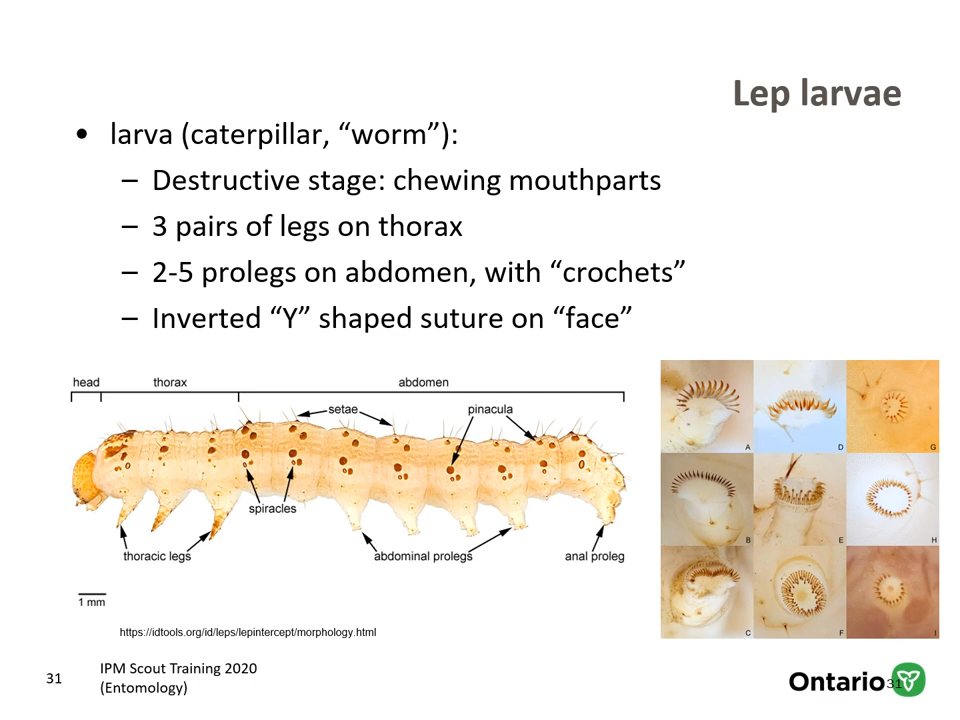 Lep larvae
• larva (caterpillar, “worm”):
– Destructive stage: chewing mouthparts
– 3 pairs of legs on thorax
– 2-5 prolegs on abdomen, with “crochets”
– Inverted “Y” shaped suture on “face”
head thorax abdomen
setae pinacula
spiracles
thoracic legs abdominal prolegs anal proleg
1 mm
https://idtools.org/id/leps/lepintercept/morphology.html
A D G
B E H
C F I
31
IPM Scout Training 2020
(Entomology)
Ontario
31